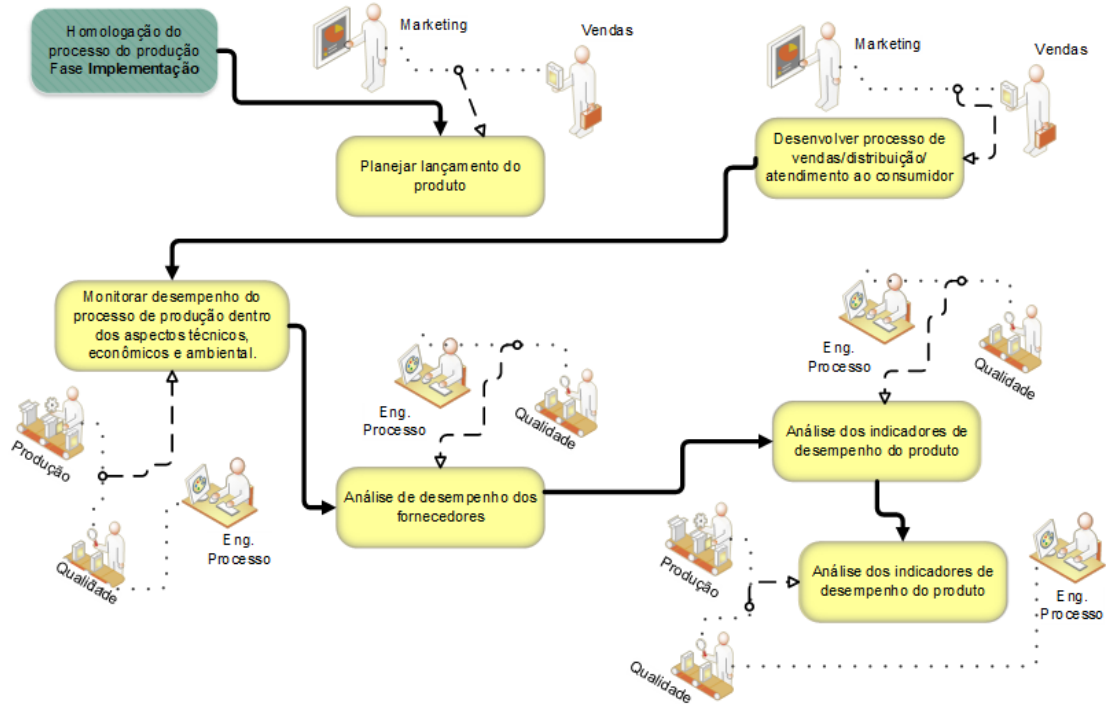 Homologação do
processo do produção
Fase Implementação
Marketing
Vendas
Planejar lançamento do
produto
Marketing
Vendas
Desenvolver processo de
vendas/distribuição/
atendimento ao consumidor
Monitorar desempenho do
processo de produção dentro
dos aspectos técnicos,
econômicos e ambiental.
Produção
Qualidade
Eng.
Processo
Eng.
Processo
Qualidade
Análise de desempenho dos
fornecedores
Eng.
Processo
Qualidade
Análise dos indicadores de
desempenho do produto
Produção
Qualidade
Análise dos indicadores de
desempenho do produto
Eng.
Processo